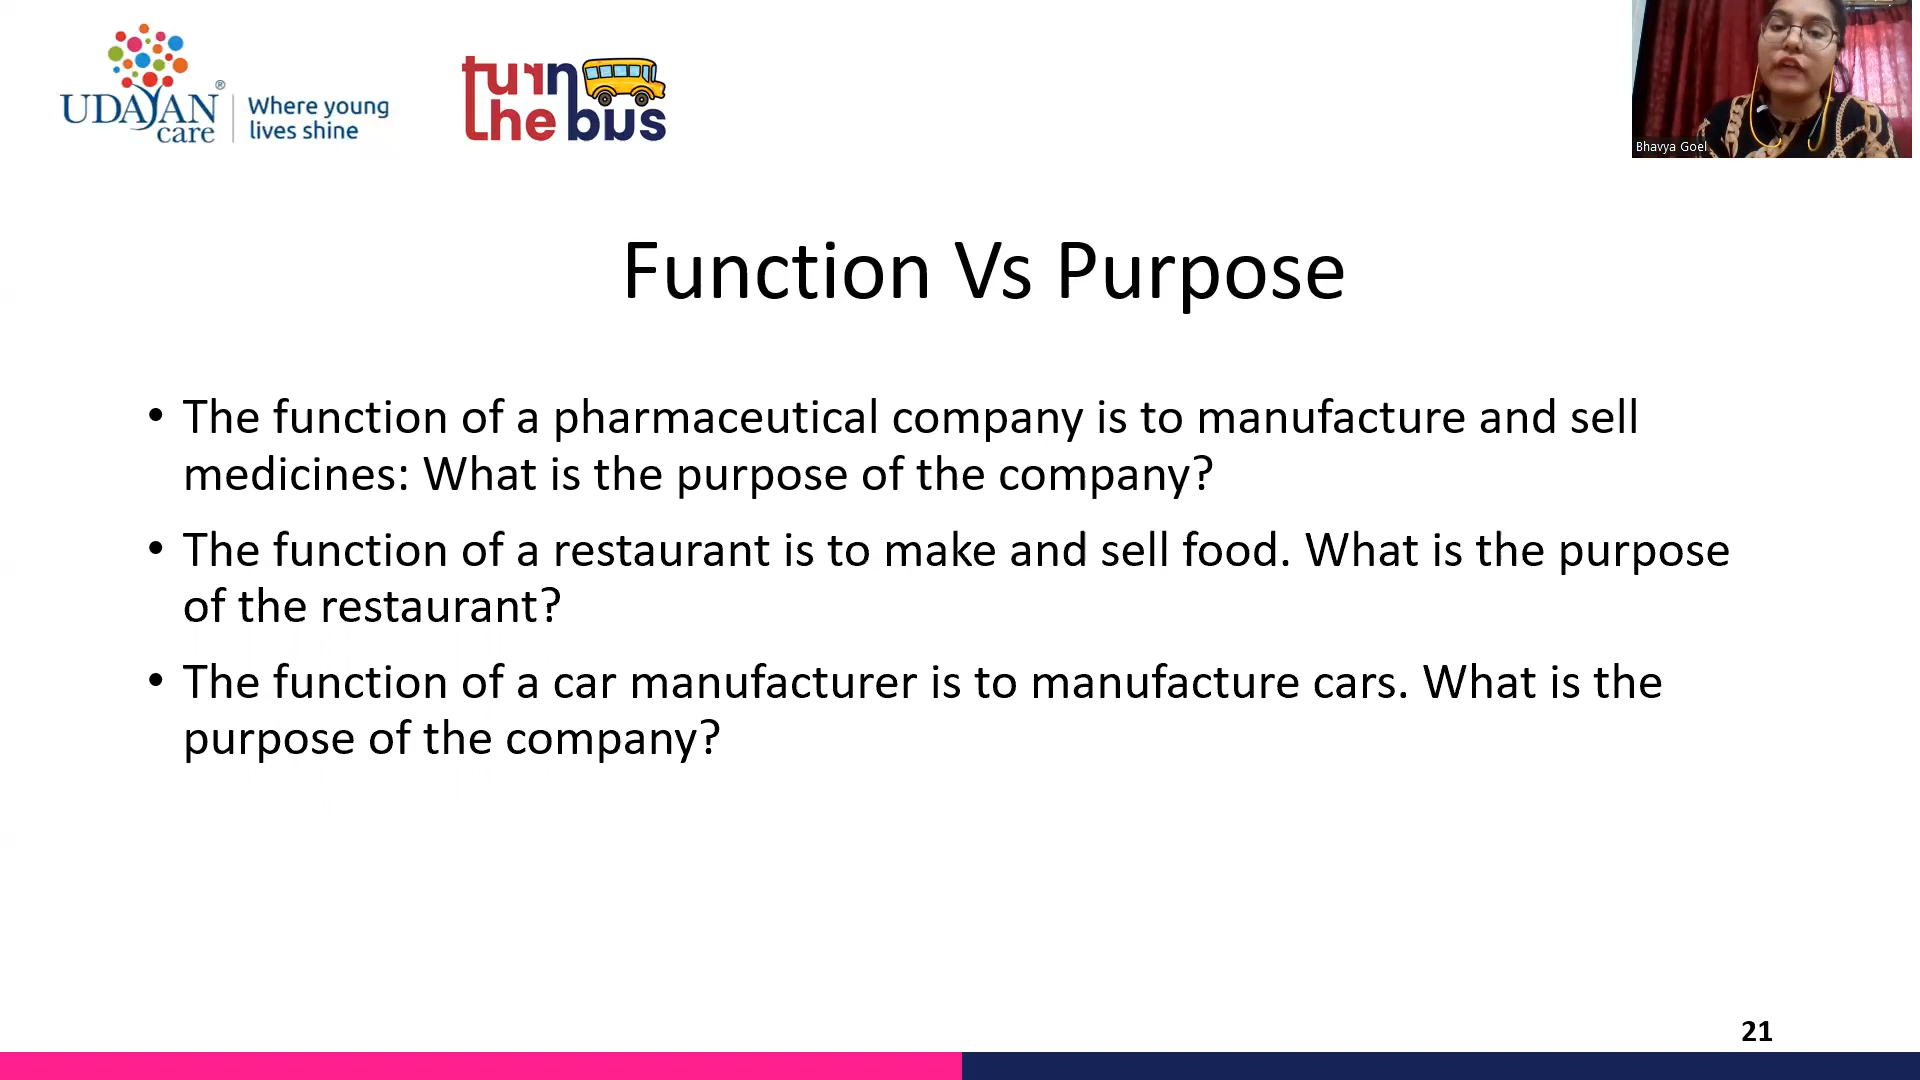 UDAYAN ®
care
Where young
lives shine
turn
the bus
Bhavya Goel
Function Vs Purpose
• The function of a pharmaceutical company is to manufacture and sell
medicines: What is the purpose of the company?
• The function of a restaurant is to make and sell food. What is the purpose
of the restaurant?
• The function of a car manufacturer is to manufacture cars. What is the
purpose of the company?
21